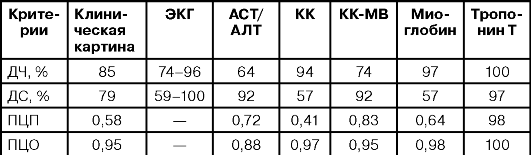 Крите-рии Клини-ческая картина ЭКГ АСТ/АЛТ КК КК-МВ Мио-глобин Тропо-нин Т
ДЧ, % 85 74–96 64 94 74 97 100
ДС, % 79 59–100 92 57 92 57 97
ПЦП 0,58 — 0,72 0,41 0,83 0,64 98
ПЦО 0,95 — 0,88 0,97 0,95 0,98 100